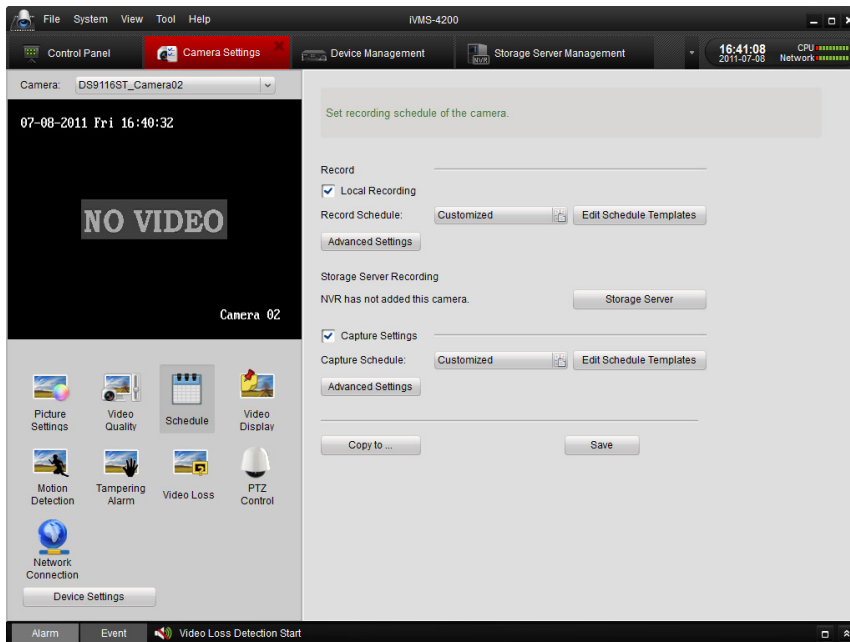 File System View Tool Help iVMS-4200
Control Panel Camera Settings Device Management NVR Storage Server Management 16:41:08 CPU
2011-07-08 Network
Camera: DS9116ST_Camera02
07-08-2011 Fri 16:40:32
NO VIDEO
Camera 02
Picture Settings
Video Quality
Schedule
Video Display
Motion Detection
Tampering Alarm
Video Loss
PTZ Control
Network Connection
Device Settings
Set recording schedule of the camera.
Record
Local Recording
Record Schedule: Customized Edit Schedule Templates
Advanced Settings
Storage Server Recording
NVR has not added this camera. Storage Server
Capture Settings
Capture Schedule: Customized Edit Schedule Templates
Advanced Settings
Copy to ... Save
Alarm Event Video Loss Detection Start